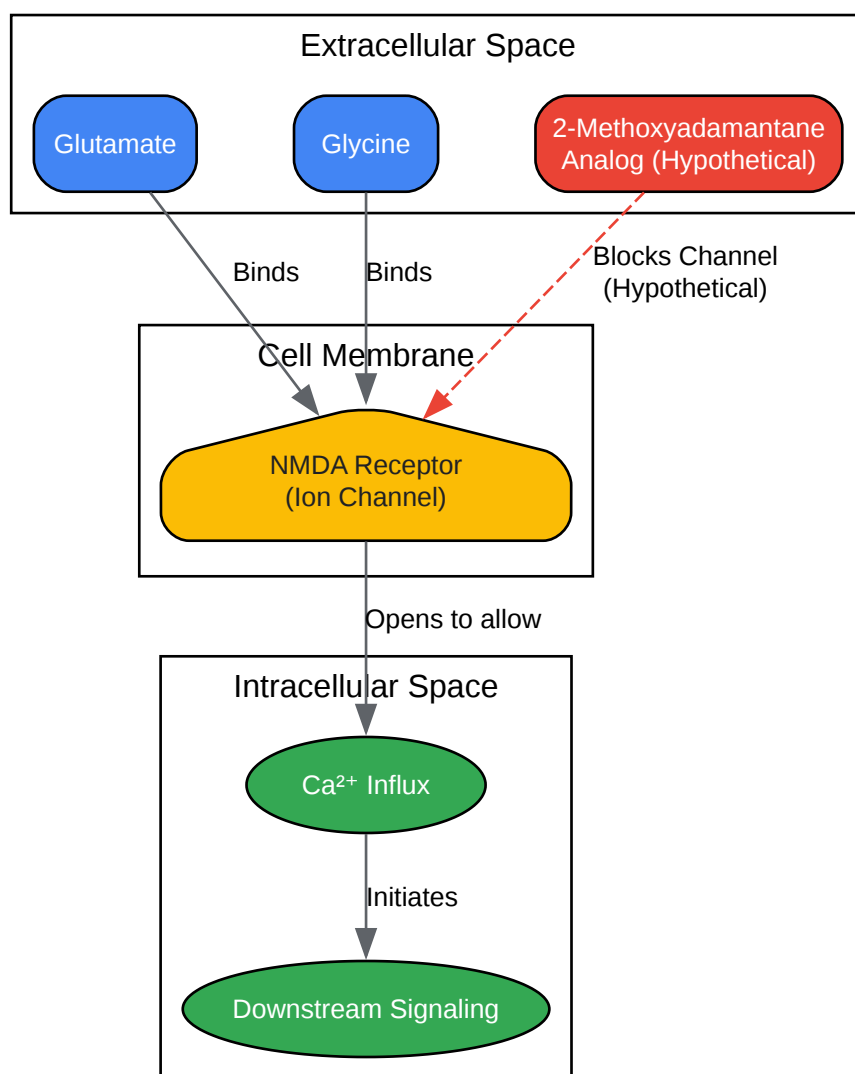 Extracellular Space
Glutamate
Glycine
2-Methoxyadamantane
Analog (Hypothetical)
Binds
Binds
Blocks Channel
(Hypothetical)
Cell Membrane
NMDA Receptor
(Ion Channel)
Opens to allow
Intracellular Space
Ca²⁺ Influx
Initiates
Downstream Signaling